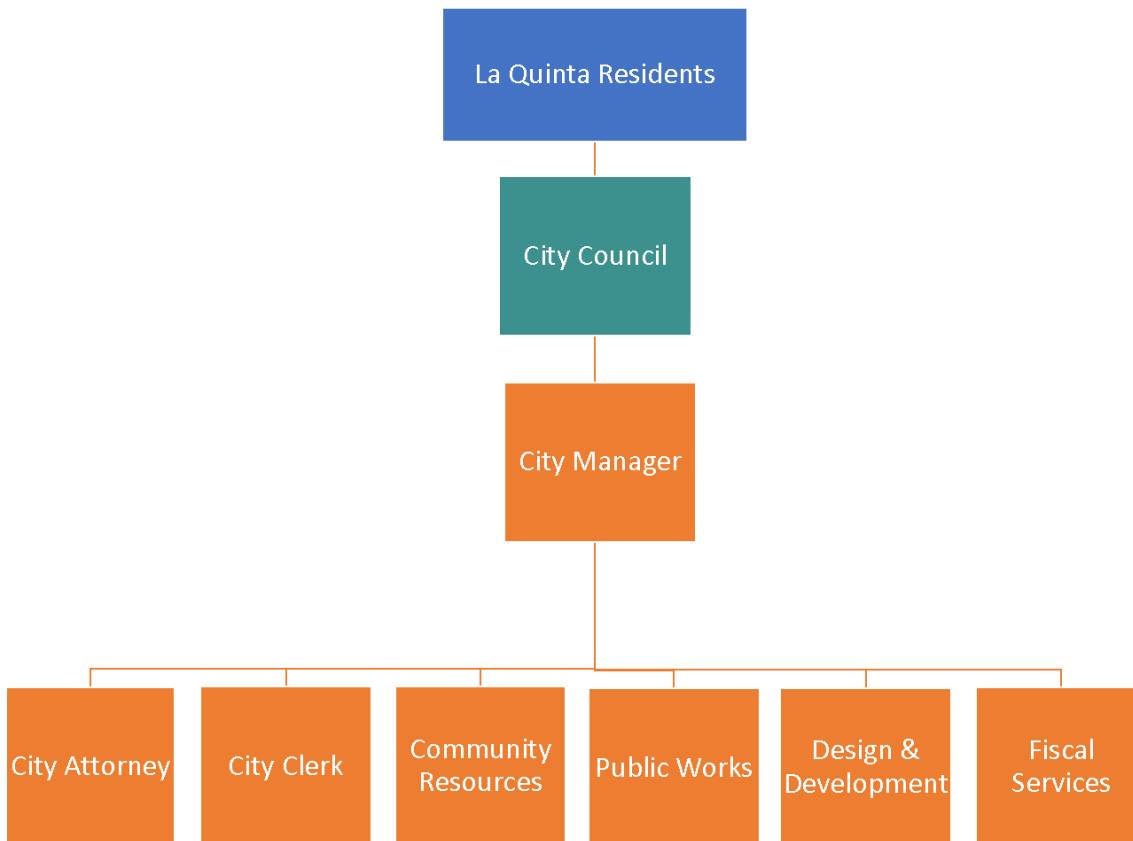 La Quinta Residents
City Council
City Manager
City Attorney
City Clerk
Community
Resources
Public Works
Design &
Development
Fiscal
Services